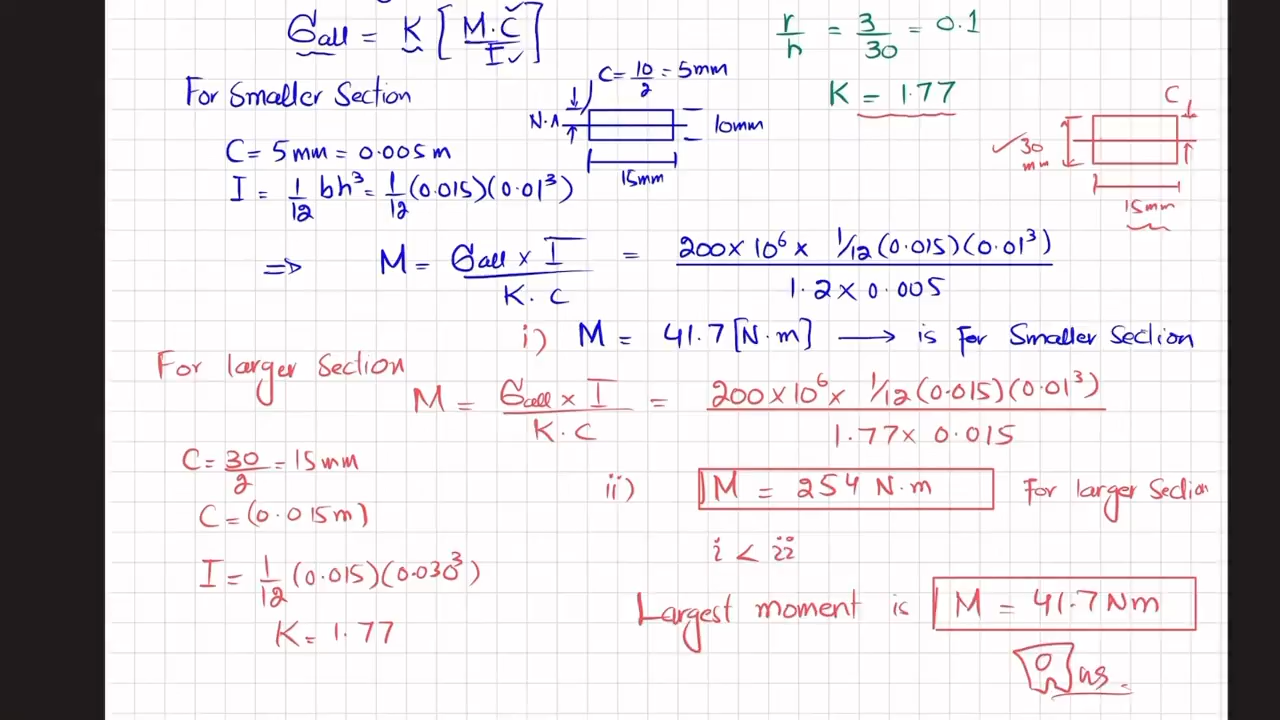 σall = K [ M.C / I ]
r/h = 3/30 = 0.1
K = 1.77
For Smaller Section
C = 10/2 = 5mm
N.A
10mm
15mm
C
30 mm
15mm
C = 5mm = 0.005 m
I = 1/12 bh³ = 1/12 (0.015)(0.01³)
=> M = σall × I / K.C = 200×10⁶ × 1/12 (0.015)(0.01³) / 1.2 × 0.005
i) M = 41.7 [N.m] → is For Smaller Section
For larger Section
M = σall × I / K.C = 200×10⁶ × 1/12 (0.015)(0.01³) / 1.77 × 0.015
C = 30/2 = 15mm
C = (0.015m)
ii) M = 254 N.m For larger Section
i < ii
I = 1/12 (0.015)(0.030³)
K = 1.77
Largest moment is M = 41.7 Nm
Ans.